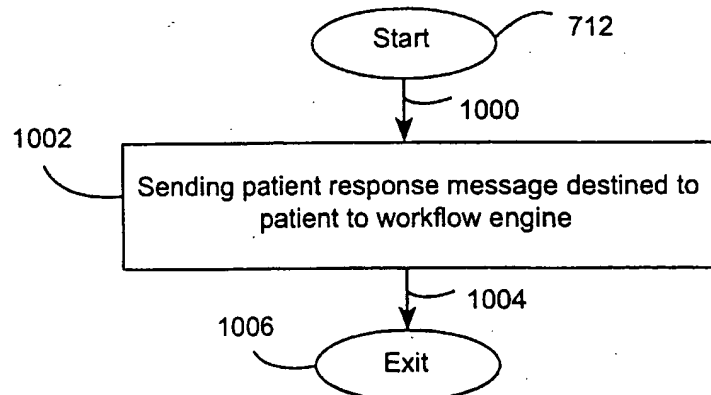 Start
712
1000
1002
Sending patient response message destined to
patient to workflow engine
1004
1006
Exit